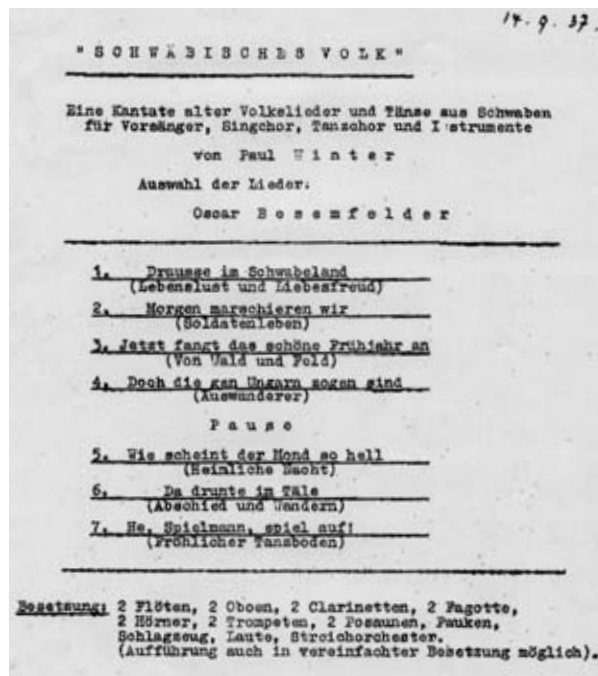 14.9.37.
"SCHWÄBISCHES VOLK"
Eine Kantate alter Volkslieder und Tänze aus Schwaben
für Vorsänger, Singchor, Tanzchor und I strumente
von Paul Winter
Auswahl der Lieder:
Oscar Besemfelder
1. Drausse im Schwabeland
(Lebenslust und Liebesfreud)
2. Morgen marschieren wir
(Soldatenleben)
3. Jetzt fangt das schöne Frühjahr an
(Von Wald und Feld)
4. Doch die gen Ungarn zogen sind
(Auswanderer)
Pause
5. Wie scheint der Mond so hell
(Heimliche Nacht)
6. Da drunte im Täle
(Abschied und Wandern)
7. He, Spielmann, spiel auf!
(Fröhlicher Tanzboden)
Besetzung: 2 Flöten, 2 Oboen, 2 Clarinetten, 2 Fagotte,
2 Hörner, 2 Trompeten, 2 Posaunen, Pauken,
Schlagzeug, Laute, Streichorchester.
(Aufführung auch in vereinfachter Besetzung möglich).